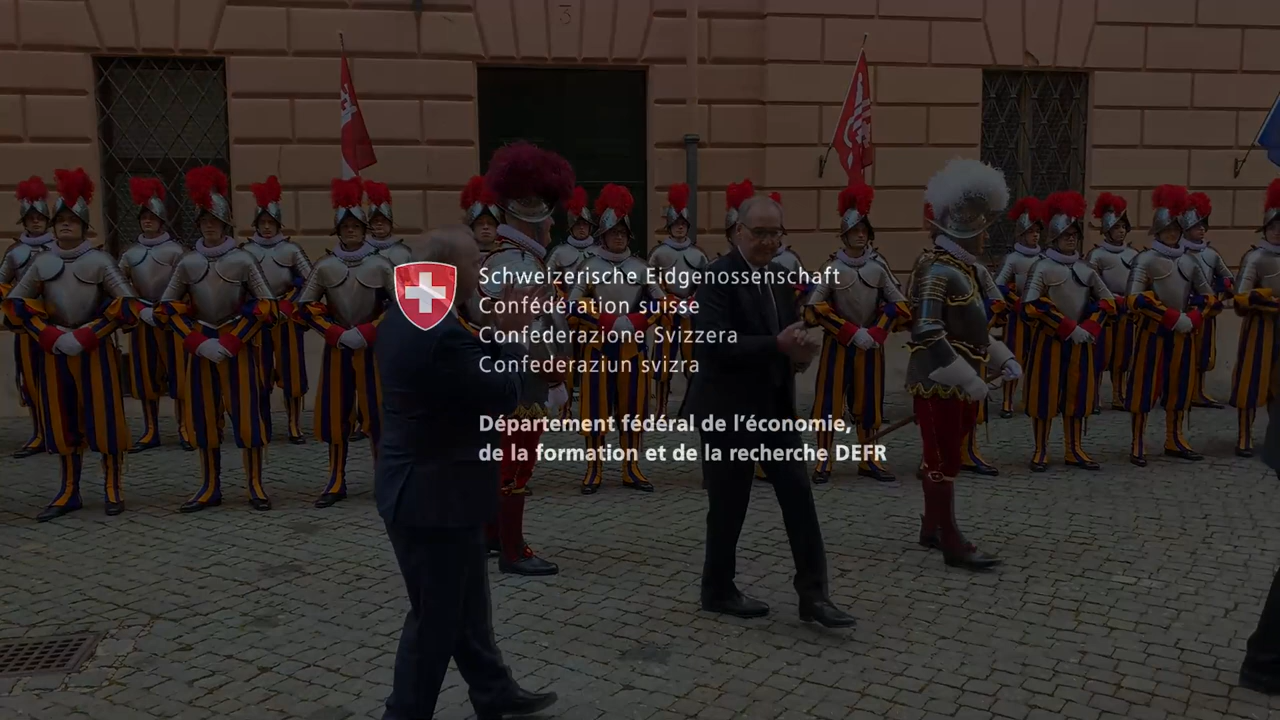 3
Schweizerische Eidgenossenschaft
Confédération suisse
Confederazione Svizzera
Confederaziun svizra
Département fédéral de l’économie,
de la formation et de la recherche DEFR